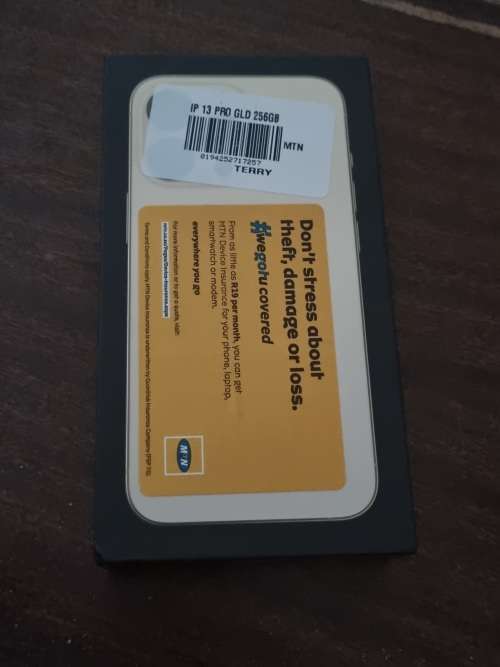 IP 13 PRO GLD 256GB
MTN
0194252717257
TERRY
Don't stress about
theft, damage or loss.
#wegotu covered
From as little as R19 per month, you can get
MTN Device Insurance for your phone, laptop,
smartwatch or modem.
everywhere you go
For more information or to get a quote, visit:
MTN